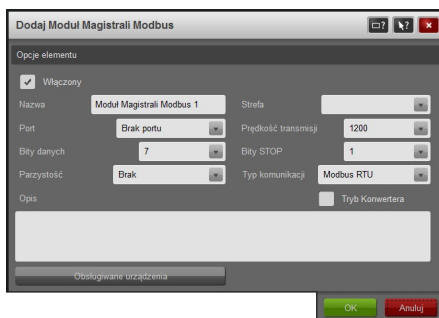 Dodaj Moduł Magistrali Modbus
Opcje elementu
Włączony
Nazwa Moduł Magistrali Modbus 1 Strefa
Port Brak portu Prędkość transmisji 1200
Bity danych 7 Bity STOP 1
Parzystość Brak Typ komunikacji Modbus RTU
Opis Tryb Konwertera
Obsługiwane urządzenia
OK Anuluj